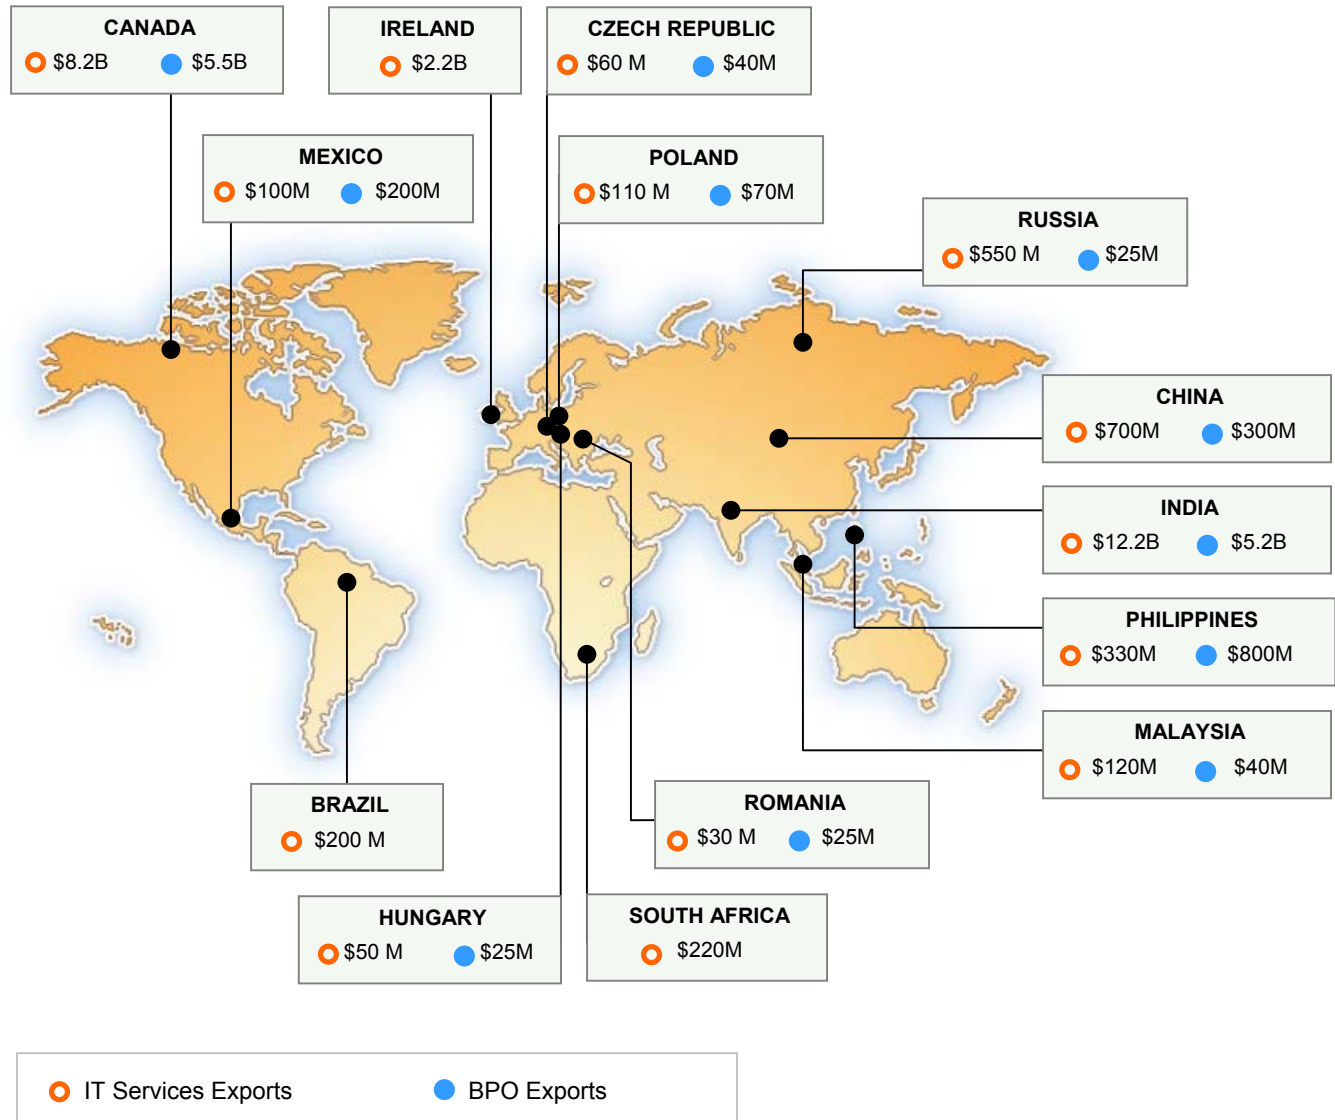 CANADA
$8.2B $5.5B
IRELAND
$2.2B
CZECH REPUBLIC
$60 M $40M
MEXICO
$100M $200M
POLAND
$110 M $70M
RUSSIA
$550 M $25M
CHINA
$700M $300M
INDIA
$12.2B $5.2B
PHILIPPINES
$330M $800M
MALAYSIA
$120M $40M
BRAZIL
$200 M
ROMANIA
$30 M $25M
HUNGARY
$50 M $25M
SOUTH AFRICA
$220M
IT Services Exports BPO Exports